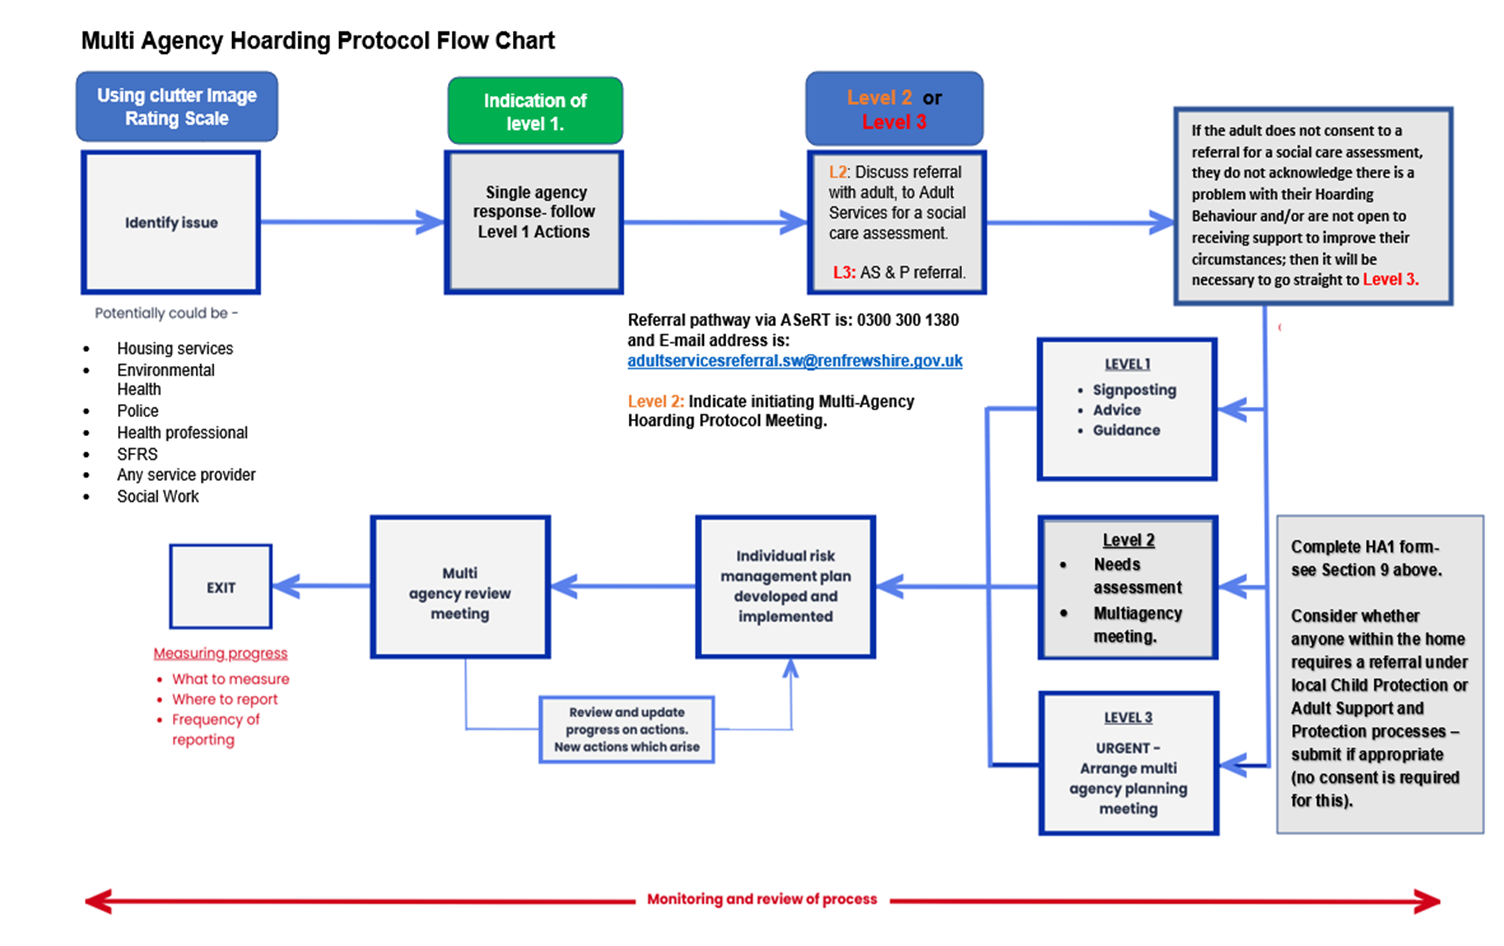 Multi Agency Hoarding Protocol Flow Chart
Using clutter Image
Rating Scale
Identify issue
Potentially could be -
• Housing services
• Environmental
Health
• Police
• Health professional
• SFRS
• Any service provider
• Social Work
Indication of
level 1.
Single agency
response- follow
Level 1 Actions
Level 2 or
Level 3
L2: Discuss referral
with adult, to Adult
Services for a social
care assessment.
L3: AS & P referral.
Referral pathway via ASeRT is: 0300 300 1380
and E-mail address is:
adultservicesreferral.sw@renfrewshire.gov.uk
Level 2: Indicate initiating Multi-Agency
Hoarding Protocol Meeting.
If the adult does not consent to a
referral for a social care assessment,
they do not acknowledge there is a
problem with their Hoarding
Behaviour and/or are not open to
receiving support to improve their
circumstances; then it will be
necessary to go straight to Level 3.
LEVEL 1
• Signposting
• Advice
• Guidance
Level 2
• Needs
assessment
• Multiagency
meeting.
LEVEL 3
URGENT -
Arrange multi
agency planning
meeting
Complete HA1 form-
see Section 9 above.
Consider whether
anyone within the home
requires a referral under
local Child Protection or
Adult Support and
Protection processes –
submit if appropriate
(no consent is required
for this).
Individual risk
management plan
developed and
implemented
Multi
agency review
meeting
Review and update
progress on actions.
New actions which arise
EXIT
Measuring progress
• What to measure
• Where to report
• Frequency of
reporting
Monitoring and review of process